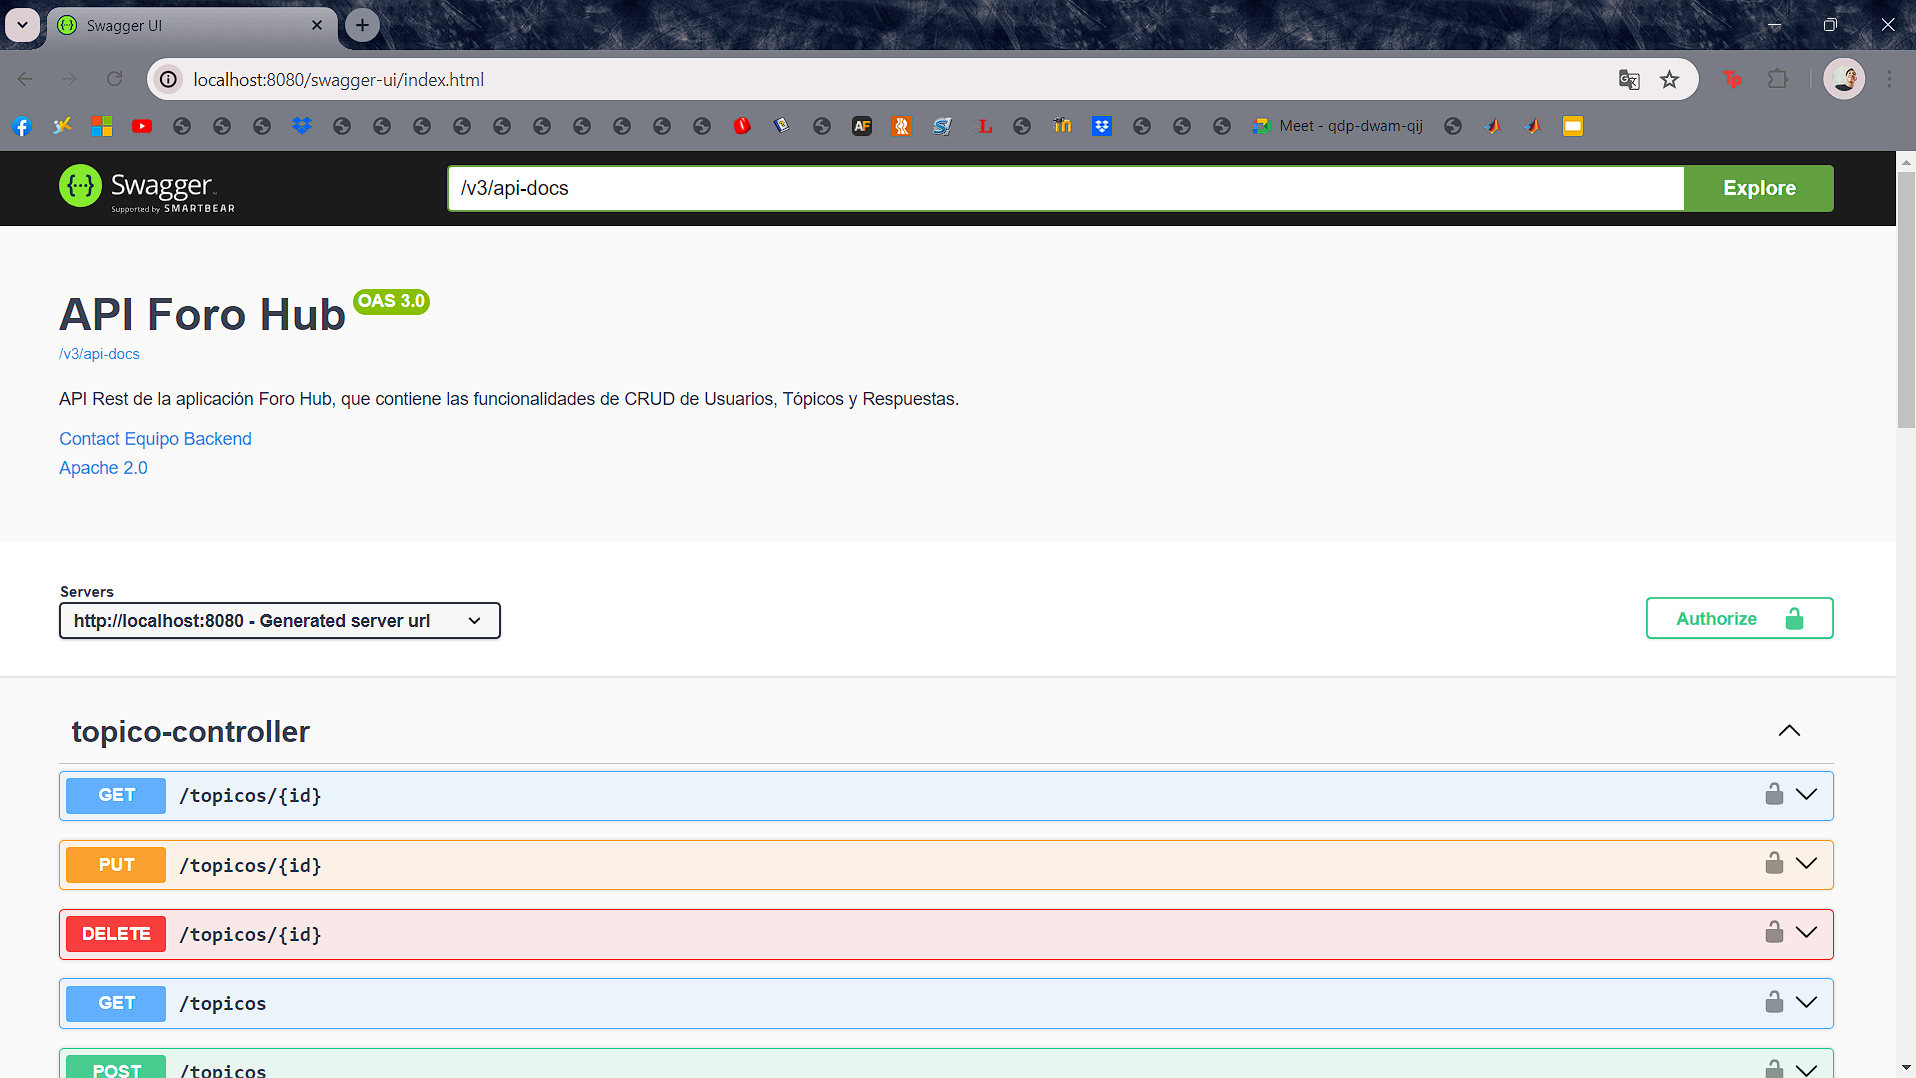 Swagger UI
localhost:8080/swagger-ui/index.html
Meet - qdp-dwam-qij
Swagger
Supported by SMARTBEAR
/v3/api-docs
Explore
API Foro Hub
OAS 3.0
/v3/api-docs
API Rest de la aplicación Foro Hub, que contiene las funcionalidades de CRUD de Usuarios, Tópicos y Respuestas.
Contact Equipo Backend
Apache 2.0
Servers
http://localhost:8080 - Generated server url
Authorize
topico-controller
GET /topicos/{id}
PUT /topicos/{id}
DELETE /topicos/{id}
GET /topicos
POST /topicos